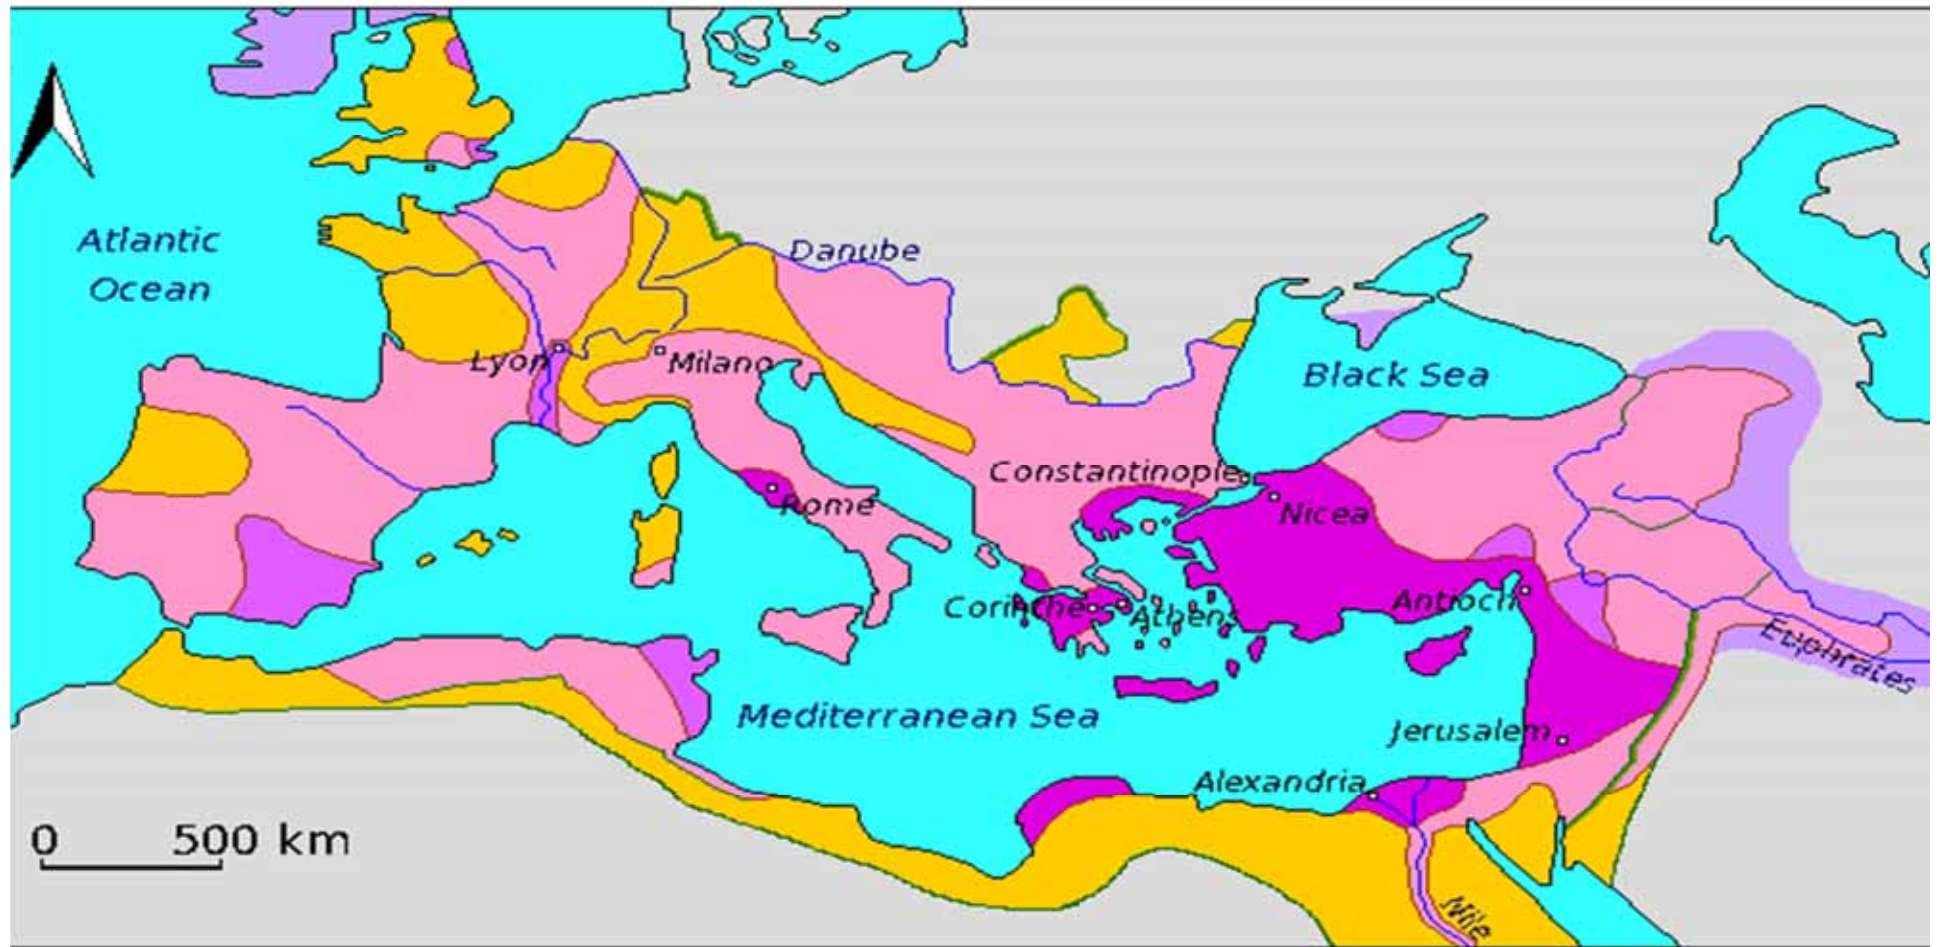 Atlantic
Ocean
Danube
Lyon
Milano
Black Sea
Constantinople
Rome
Nicea
Corinthe
Athens
Antioch
Euphrates
Mediterranean Sea
Jerusalem
Alexandria
0 500 km
Nile